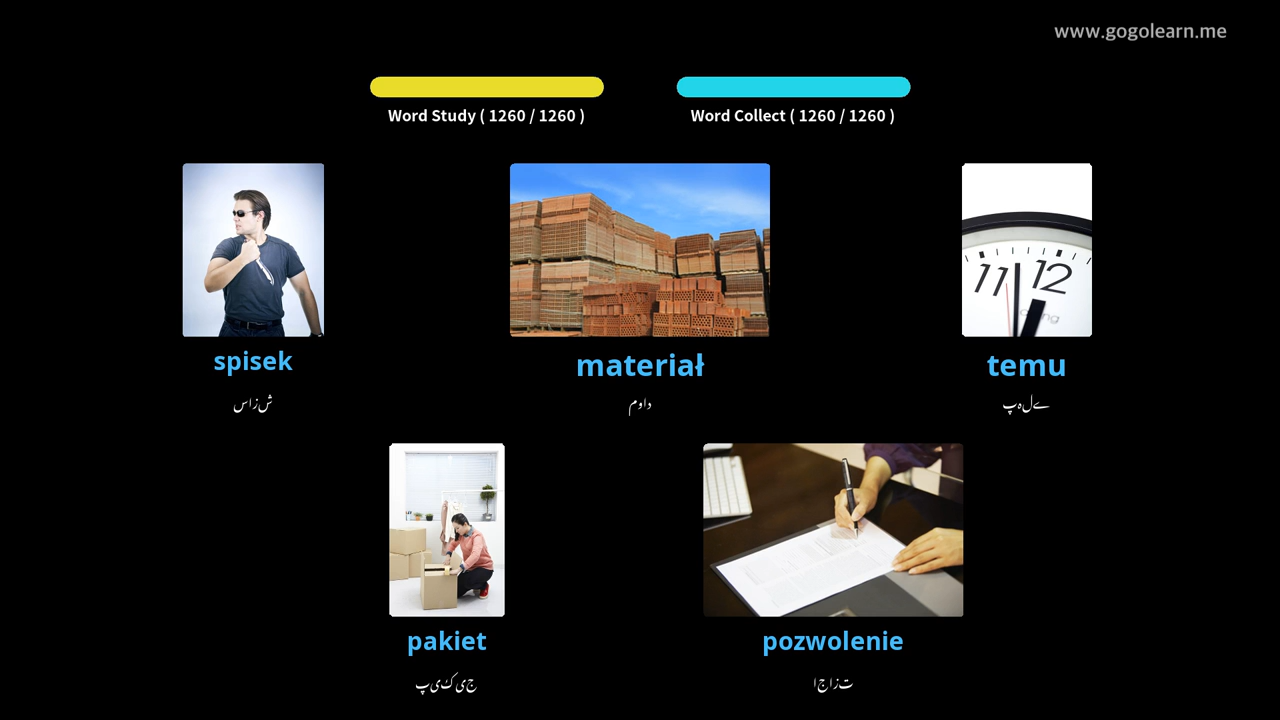 www.gogolearn.me
Word Study ( 1260 / 1260 )
Word Collect ( 1260 / 1260 )
11 12
spisek
materiał
temu
سازش
مواد
پہلے
pakiet
pozwolenie
پیکیج
اجازت